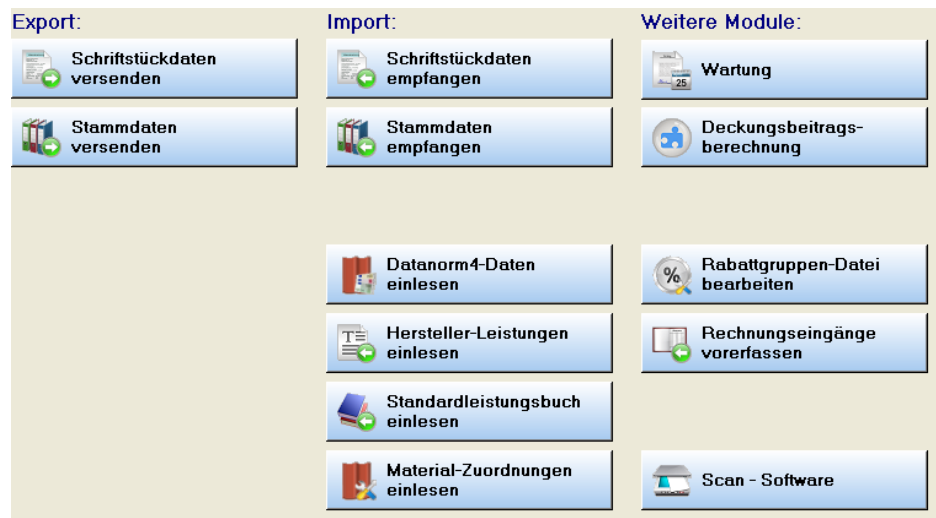 Export:
Schriftstückdaten
versenden
Stammdaten
versenden
Import:
Schriftstückdaten
empfangen
Stammdaten
empfangen
Datanorm4-Daten
einlesen
Hersteller-Leistungen
einlesen
Standardleistungsbuch
einlesen
Material-Zuordnungen
einlesen
Weitere Module:
25
Wartung
Deckungsbeitrags-
berechnung
%
Rabattgruppen-Datei
bearbeiten
Rechnungseingänge
vorerfassen
Scan - Software